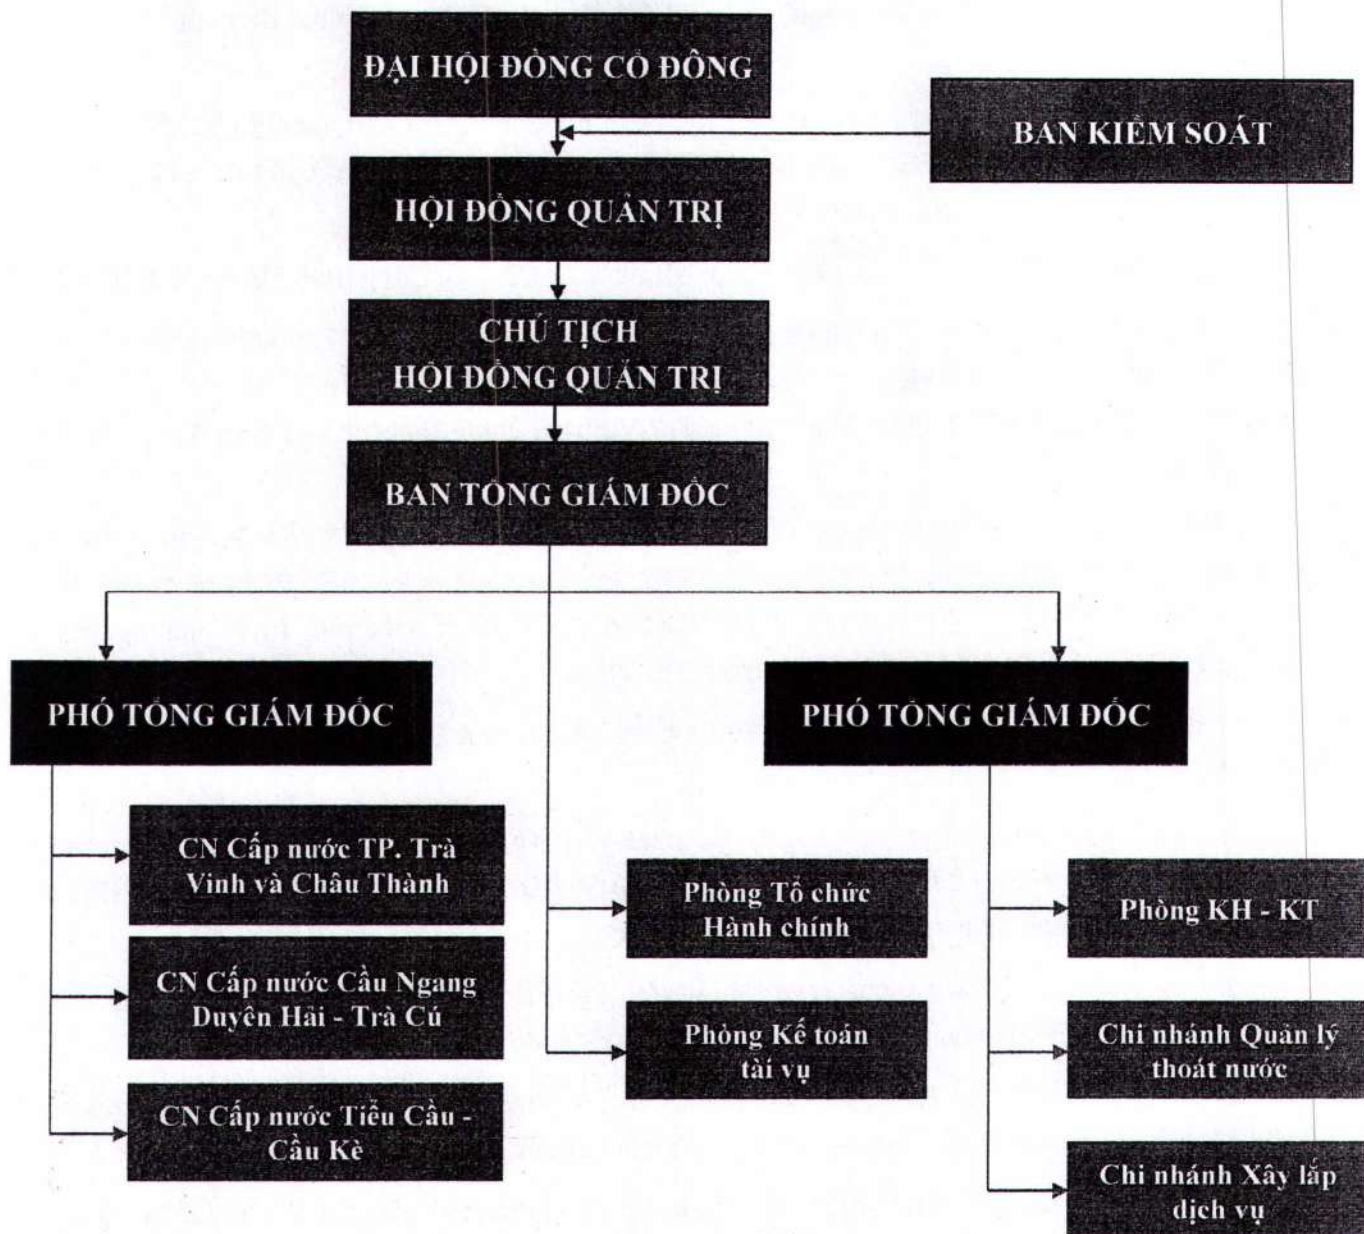 ĐẠI HỘI ĐỒNG CỔ ĐÔNG
BAN KIỂM SOÁT
HỘI ĐỒNG QUẢN TRỊ
CHỦ TỊCH
HỘI ĐỒNG QUẢN TRỊ
BAN TỔNG GIÁM ĐỐC
PHÓ TỔNG GIÁM ĐỐC
PHÓ TỔNG GIÁM ĐỐC
CN Cấp nước TP. Trà
Vinh và Châu Thành
CN Cấp nước Cầu Ngang
Duyên Hải - Trà Cú
CN Cấp nước Tiểu Cầu -
Cầu Kè
Phòng Tổ chức
Hành chính
Phòng Kế toán
tài vụ
Phòng KH - KT
Chi nhánh Quản lý
thoát nước
Chi nhánh Xây lắp
dịch vụ